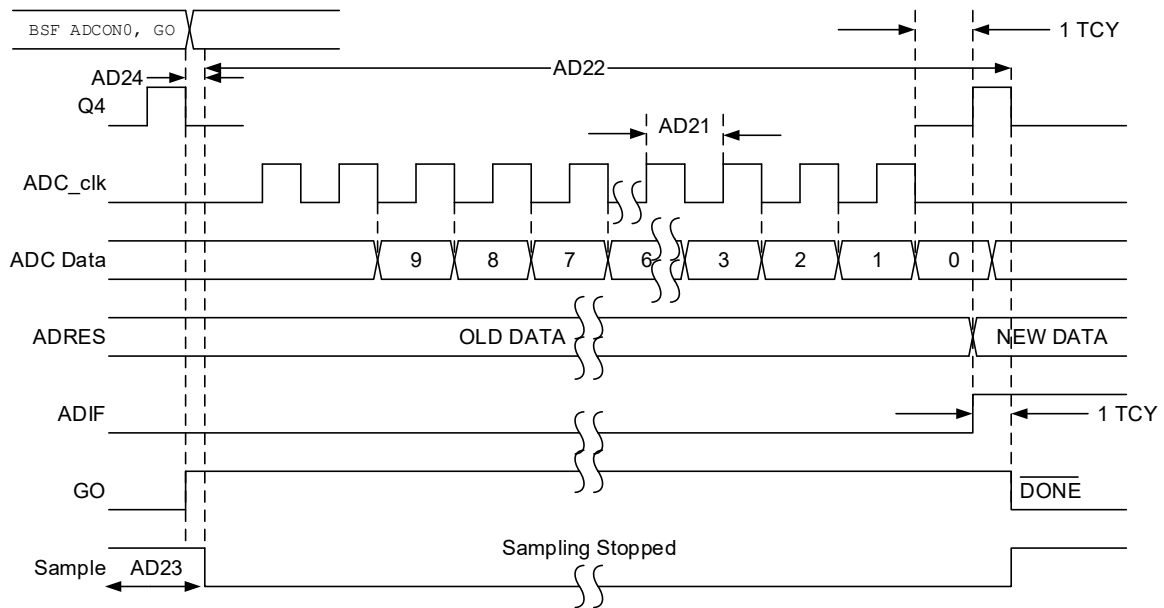 BSF ADCON0, GO
1 TCY
AD24
AD22
Q4
AD21
ADC_clk
ADC Data
9 8 7 6 3 2 1 0
ADRES
OLD DATA
NEW DATA
ADIF
1 TCY
GO
DONE
Sampling Stopped
Sample
AD23